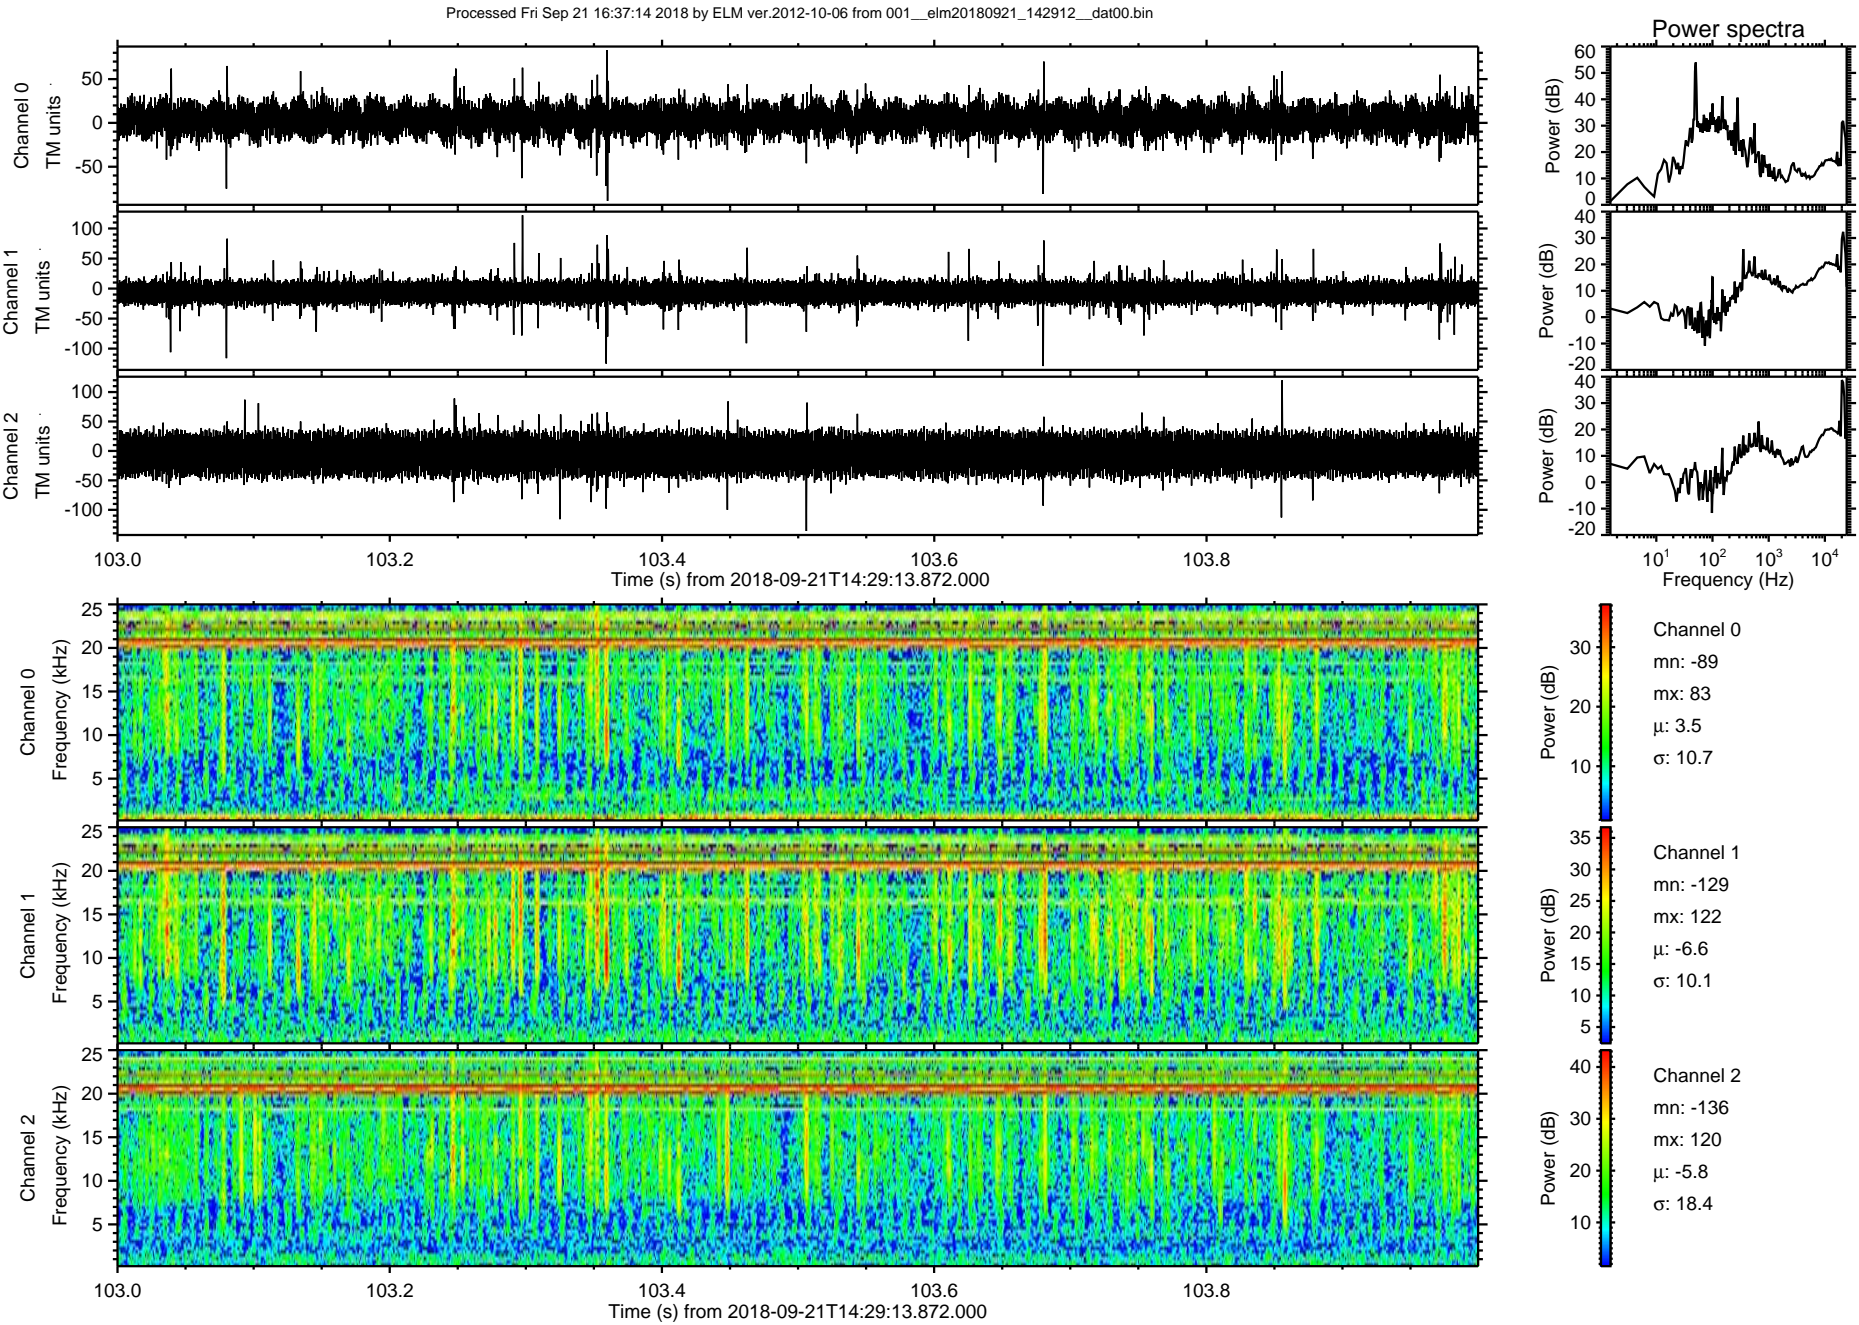 Processed Fri Sep 21 16:37:14 2018 by ELM ver.2012-10-06 from 001__elm20180921_142912__dat00.bin
Power spectra
Channel 0
TM units
50
0
-50
Power (dB)
60
50
40
30
20
10
0
Channel 1
TM units
100
50
0
-50
-100
Power (dB)
40
30
20
10
0
-10
-20
Channel 2
TM units
100
50
0
-50
-100
Power (dB)
40
30
20
10
0
-10
-20
103.0 103.2 103.4 103.6 103.8
Time (s) from 2018-09-21T14:29:13.872.000
10^1 10^2 10^3 10^4
Frequency (Hz)
Channel 0
Frequency (kHz)
25
20
15
10
5
Power (dB)
30
20
10
Channel 0
mn: -89
mx: 83
μ: 3.5
σ: 10.7
Channel 1
Frequency (kHz)
25
20
15
10
5
Power (dB)
35
30
25
20
15
10
5
Channel 1
mn: -129
mx: 122
μ: -6.6
σ: 10.1
Channel 2
Frequency (kHz)
25
20
15
10
5
Power (dB)
40
30
20
10
Channel 2
mn: -136
mx: 120
μ: -5.8
σ: 18.4
103.0 103.2 103.4 103.6 103.8
Time (s) from 2018-09-21T14:29:13.872.000